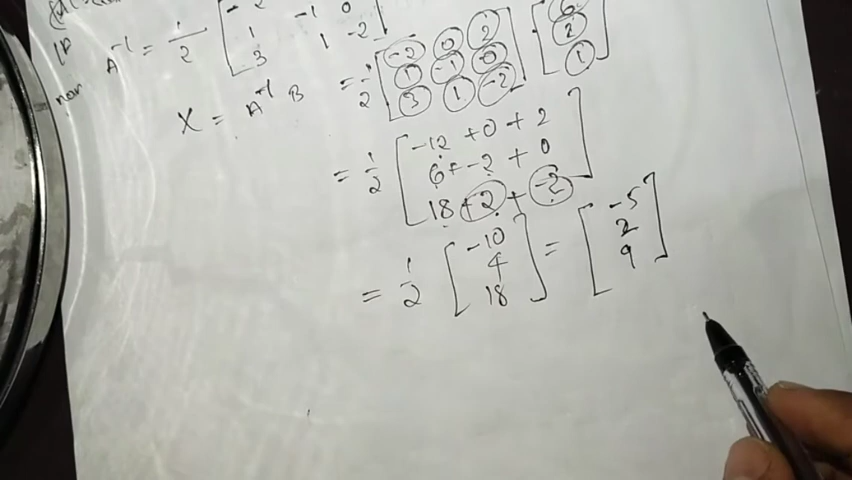 A⁻¹ = 1/2 [-2
1 -1 0
3 1 -2]
X = A⁻¹ B = 1/2 [-2 0 2
1 -1 -0
3 1 -2] · [6
2
1]
= 1/2 [-12 + 0 + 2
6 + -2 + 0
18 + 2 + -2]
= 1/2 [-10
4
18] = [-5
2
9]